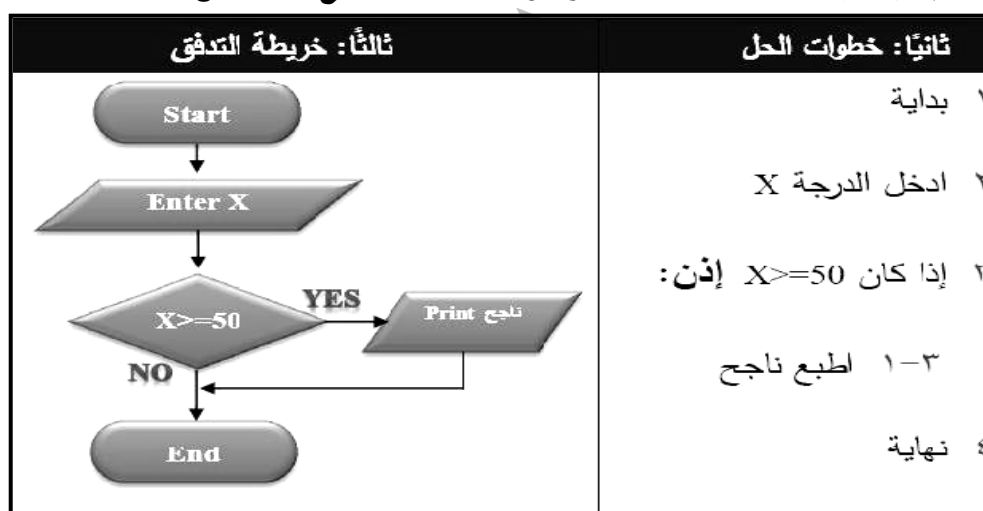 ثانيًا: خطوات الحل
١ بداية
٢ ادخل الدرجة X
إذا كان X>=50 إذن:
٣-١ اطبع ناجح
٤ نهاية
ثالثًا: خريطة التدفق
Start
Enter X
X>=50
YES
Print ناجح
NO
End